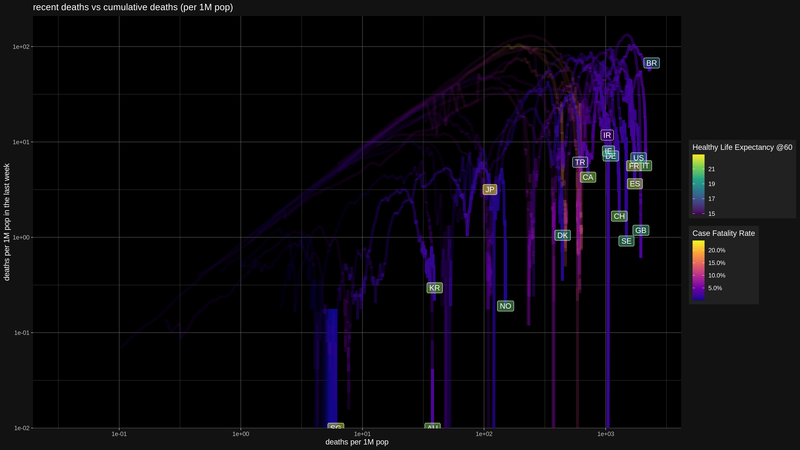 recent deaths vs cumulative deaths (per 1M pop)
deaths per 1M pop in the last week
1e+02
1e+01
1e+00
1e-01
1e-02
BR
IR
IE
DE
TR
US
FR
IT
CA
JP
ES
CH
GB
DK
SE
KR
NO
SG
AU
1e-01
1e+00
1e+01
1e+02
1e+03
deaths per 1M pop
Healthy Life Expectancy @60
21
19
17
15
Case Fatality Rate
20.0%
15.0%
10.0%
5.0%